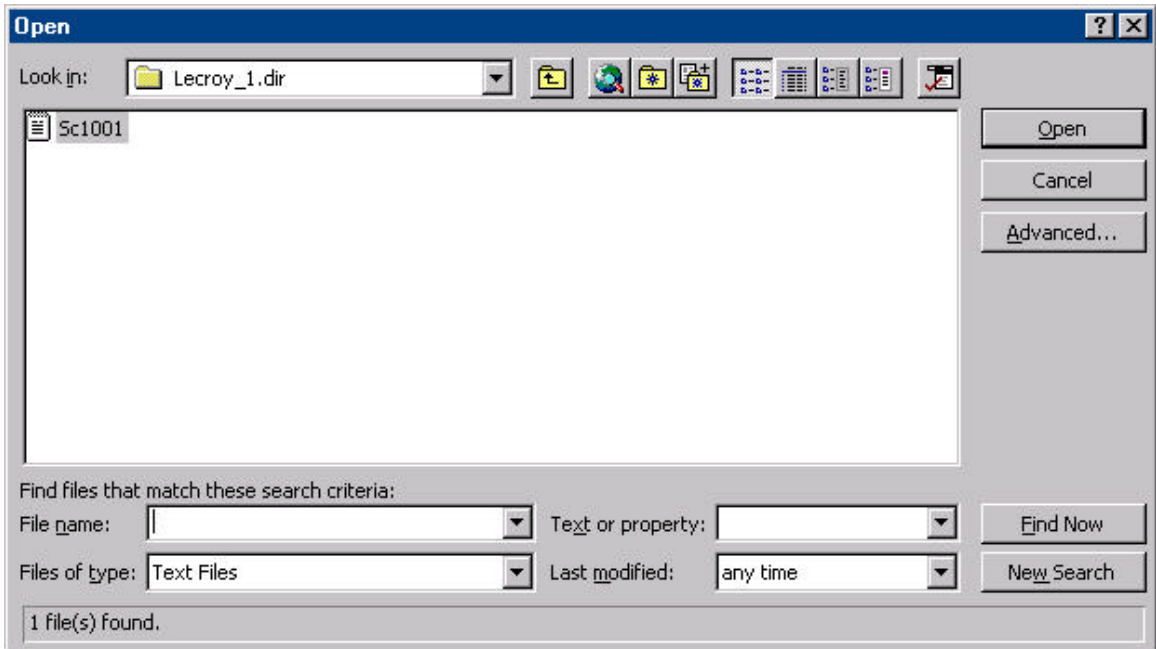 Open
Look in: Lecroy_1.dir
Sc1001
Open
Cancel
Advanced...
Find files that match these search criteria:
File name: Text or property: Find Now
Files of type: Text Files Last modified: any time New Search
1 file(s) found.